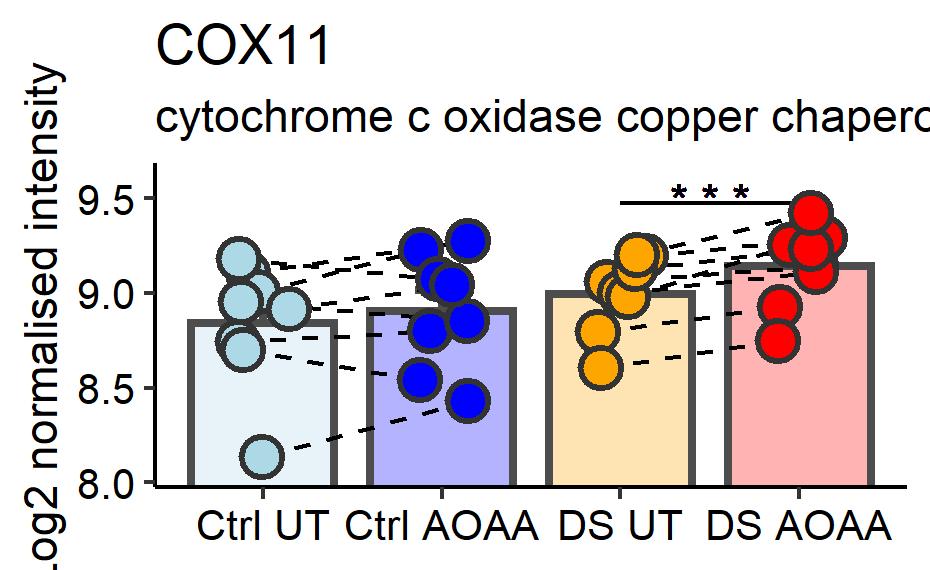 COX11
cytochrome c oxidase copper chaperc
.og2 normalised intensity
9.5
9.0
8.5
8.0
***
Ctrl UT
Ctrl AOAA
DS UT
DS AOAA